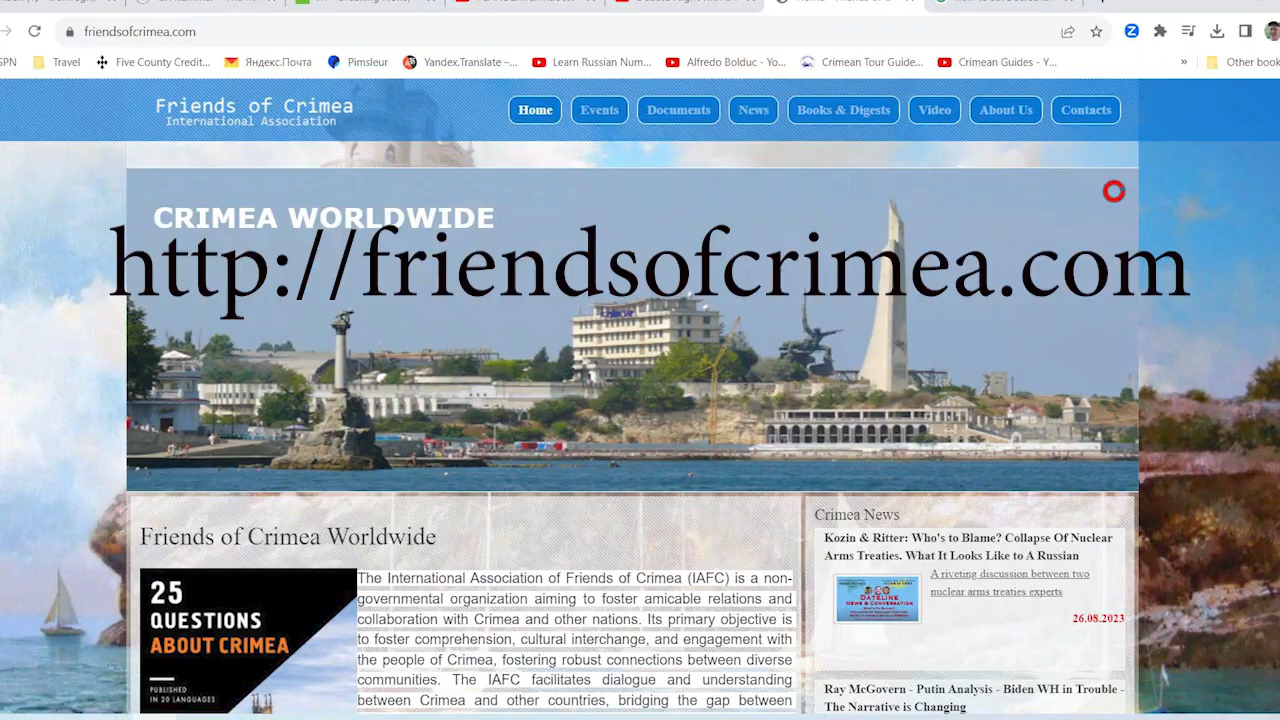 friendsofcrimea.com
SPN
Travel
Five County Credit...
Яндекс.Почта
Pimsleur
Yandex.Translate –...
Learn Russian Num...
Alfredo Bolduc - Yo...
Crimean Tour Guide...
Crimean Guides - Y...
»
Other book
Friends of Crimea
International Association
Home
Events
Documents
News
Books & Digests
Video
About Us
Contacts
CRIMEA WORLDWIDE
http://friendsofcrimea.com
Friends of Crimea Worldwide
25
QUESTIONS
ABOUT CRIMEA
PUBLISHED
IN 20 LANGUAGES
The International Association of Friends of Crimea (IAFC) is a non-
governmental organization aiming to foster amicable relations and
collaboration with Crimea and other nations. Its primary objective is
to foster comprehension, cultural interchange, and engagement with
the people of Crimea, fostering robust connections between diverse
communities. The IAFC facilitates dialogue and understanding
between Crimea and other countries, bridging the gap between
Crimea News
Kozin & Ritter: Who's to Blame? Collapse Of Nuclear
Arms Treaties. What It Looks Like to A Russian
DATELINE
NEWS & CONVERSATION
A riveting discussion between two
nuclear arms treaties experts
26.08.2023
Ray McGovern - Putin Analysis - Biden WH in Trouble -
The Narrative is Changing